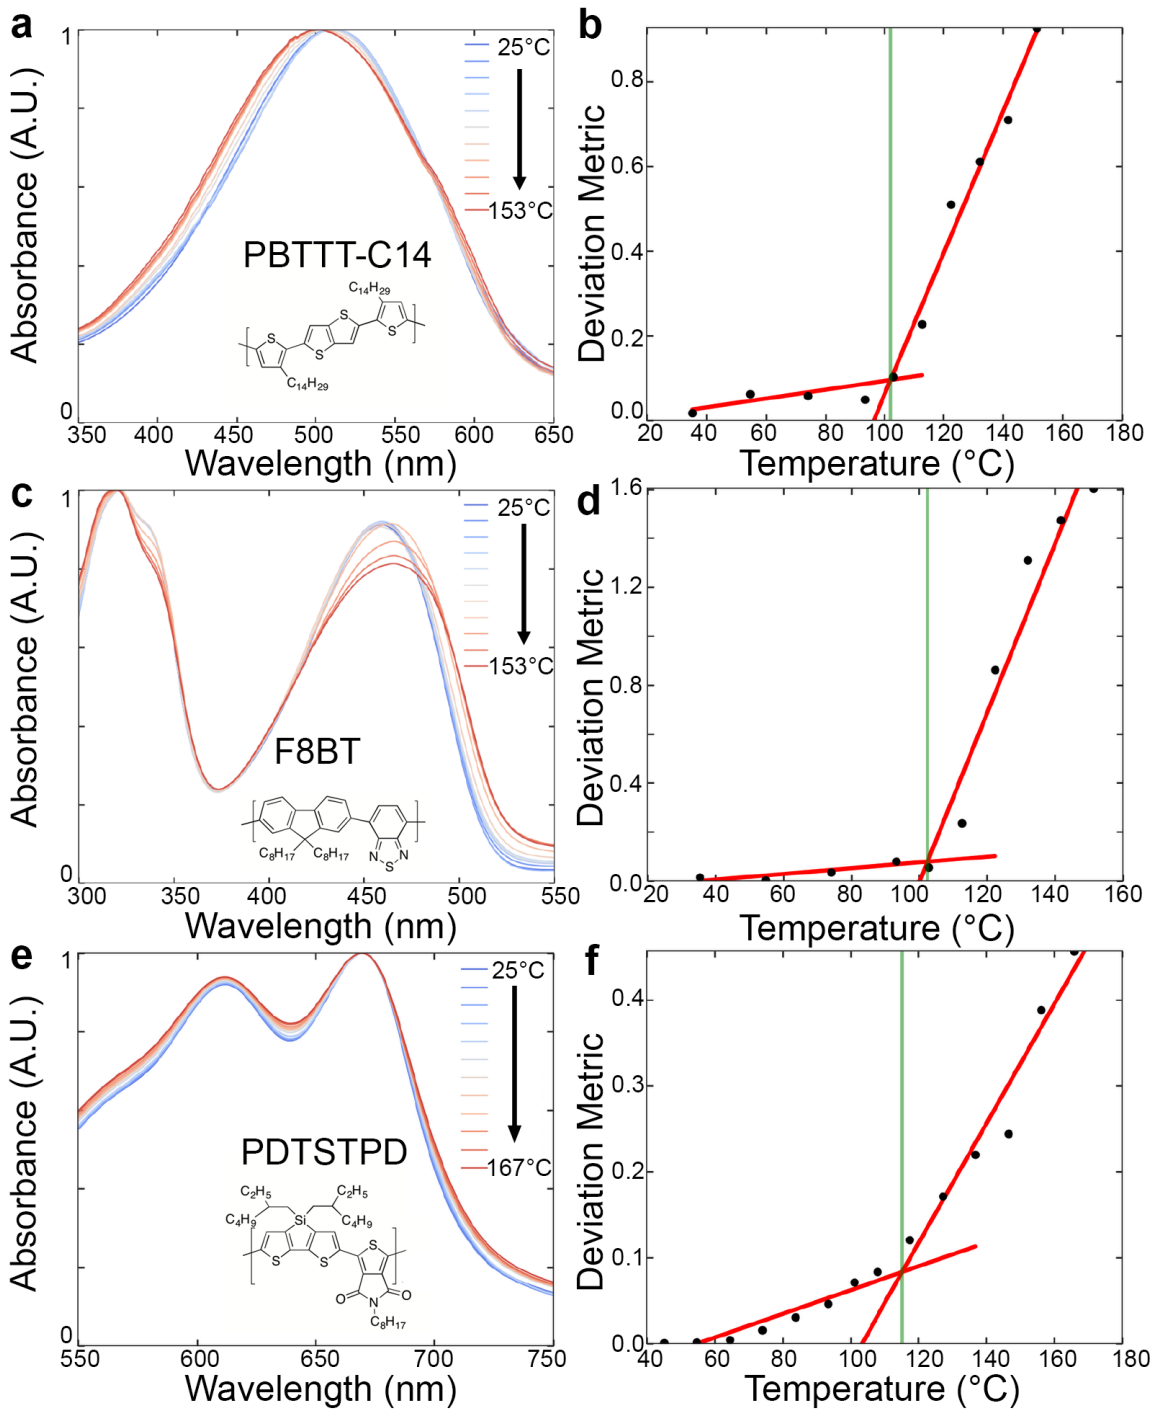 a
Absorbance (A.U.)
1
0
25°C
153°C
PBTTT-C14
C14H29
S
S
S
S
C14H29
350 400 450 500 550 600 650
Wavelength (nm)
b
Deviation Metric
0.8
0.6
0.4
0.2
0.0
20 40 60 80 100 120 140 160 180
Temperature (°C)
c
Absorbance (A.U.)
1
0
25°C
153°C
F8BT
C8H17 C8H17
N N
S
300 350 400 450 500 550
Wavelength (nm)
d
Deviation Metric
1.6
1.2
0.8
0.4
0.0
20 40 60 80 100 120 140 160
Temperature (°C)
e
Absorbance (A.U.)
1
0
25°C
167°C
PDTSTPD
C2H5 C2H5
C4H9 Si C4H9
S S S
O N O
C8H17
550 600 650 700 750
Wavelength (nm)
f
Deviation Metric
0.4
0.3
0.2
0.1
0.0
40 60 80 100 120 140 160 180
Temperature (°C)